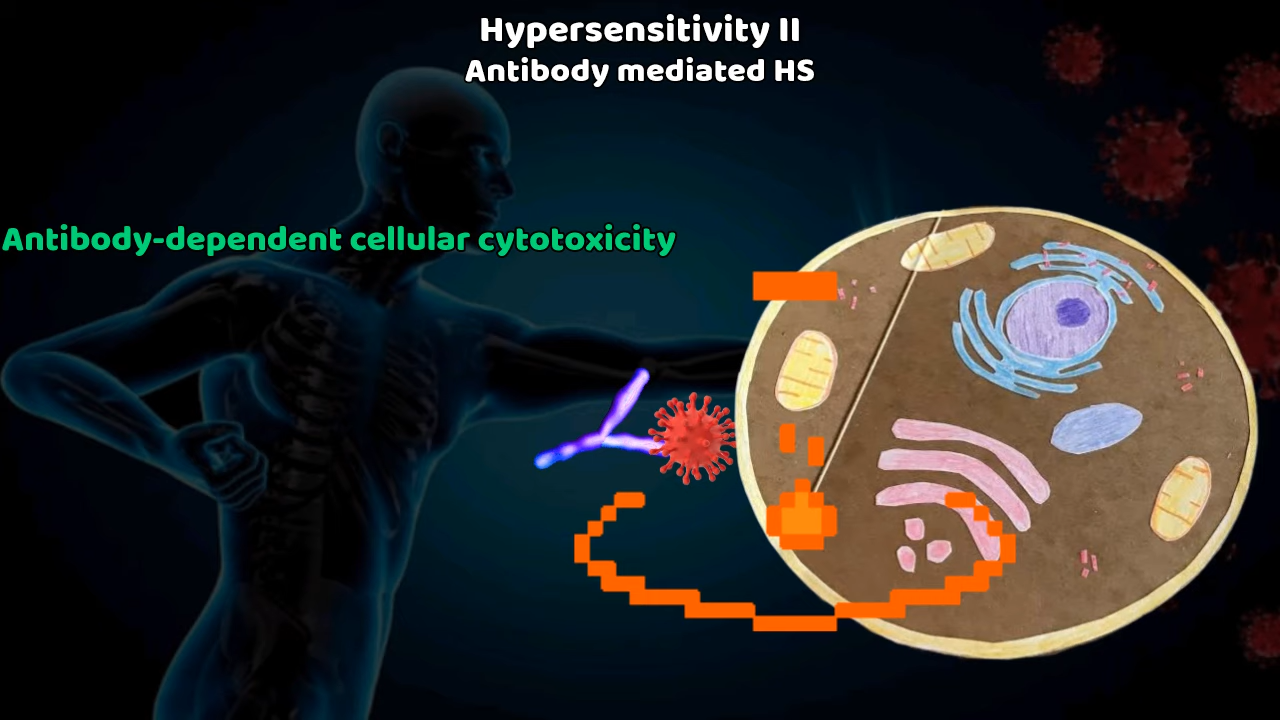 Hypersensitivity II
Antibody mediated HS
Antibody-dependent cellular cytotoxicity